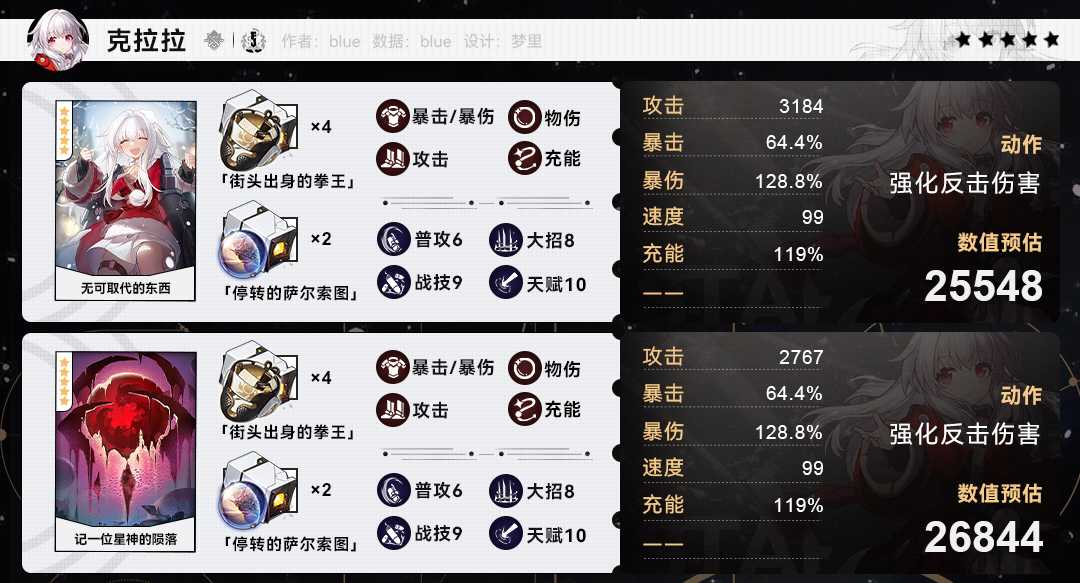 克拉拉 作者：blue 数据：blue 设计：梦里
无可取代的东西
×4
「街头出身的拳王」
×2
「停转的萨尔索图」
暴击/暴伤 物伤
攻击 充能
普攻6 大招8
战技9 天赋10
攻击 3184
暴击 64.4%
暴伤 128.8%
速度 99
充能 119%
——
动作
强化反击伤害
数值预估
25548
记一位星神的陨落
×4
「街头出身的拳王」
×2
「停转的萨尔索图」
暴击/暴伤 物伤
攻击 充能
普攻6 大招8
战技9 天赋10
攻击 2767
暴击 64.4%
暴伤 128.8%
速度 99
充能 119%
——
动作
强化反击伤害
数值预估
26844